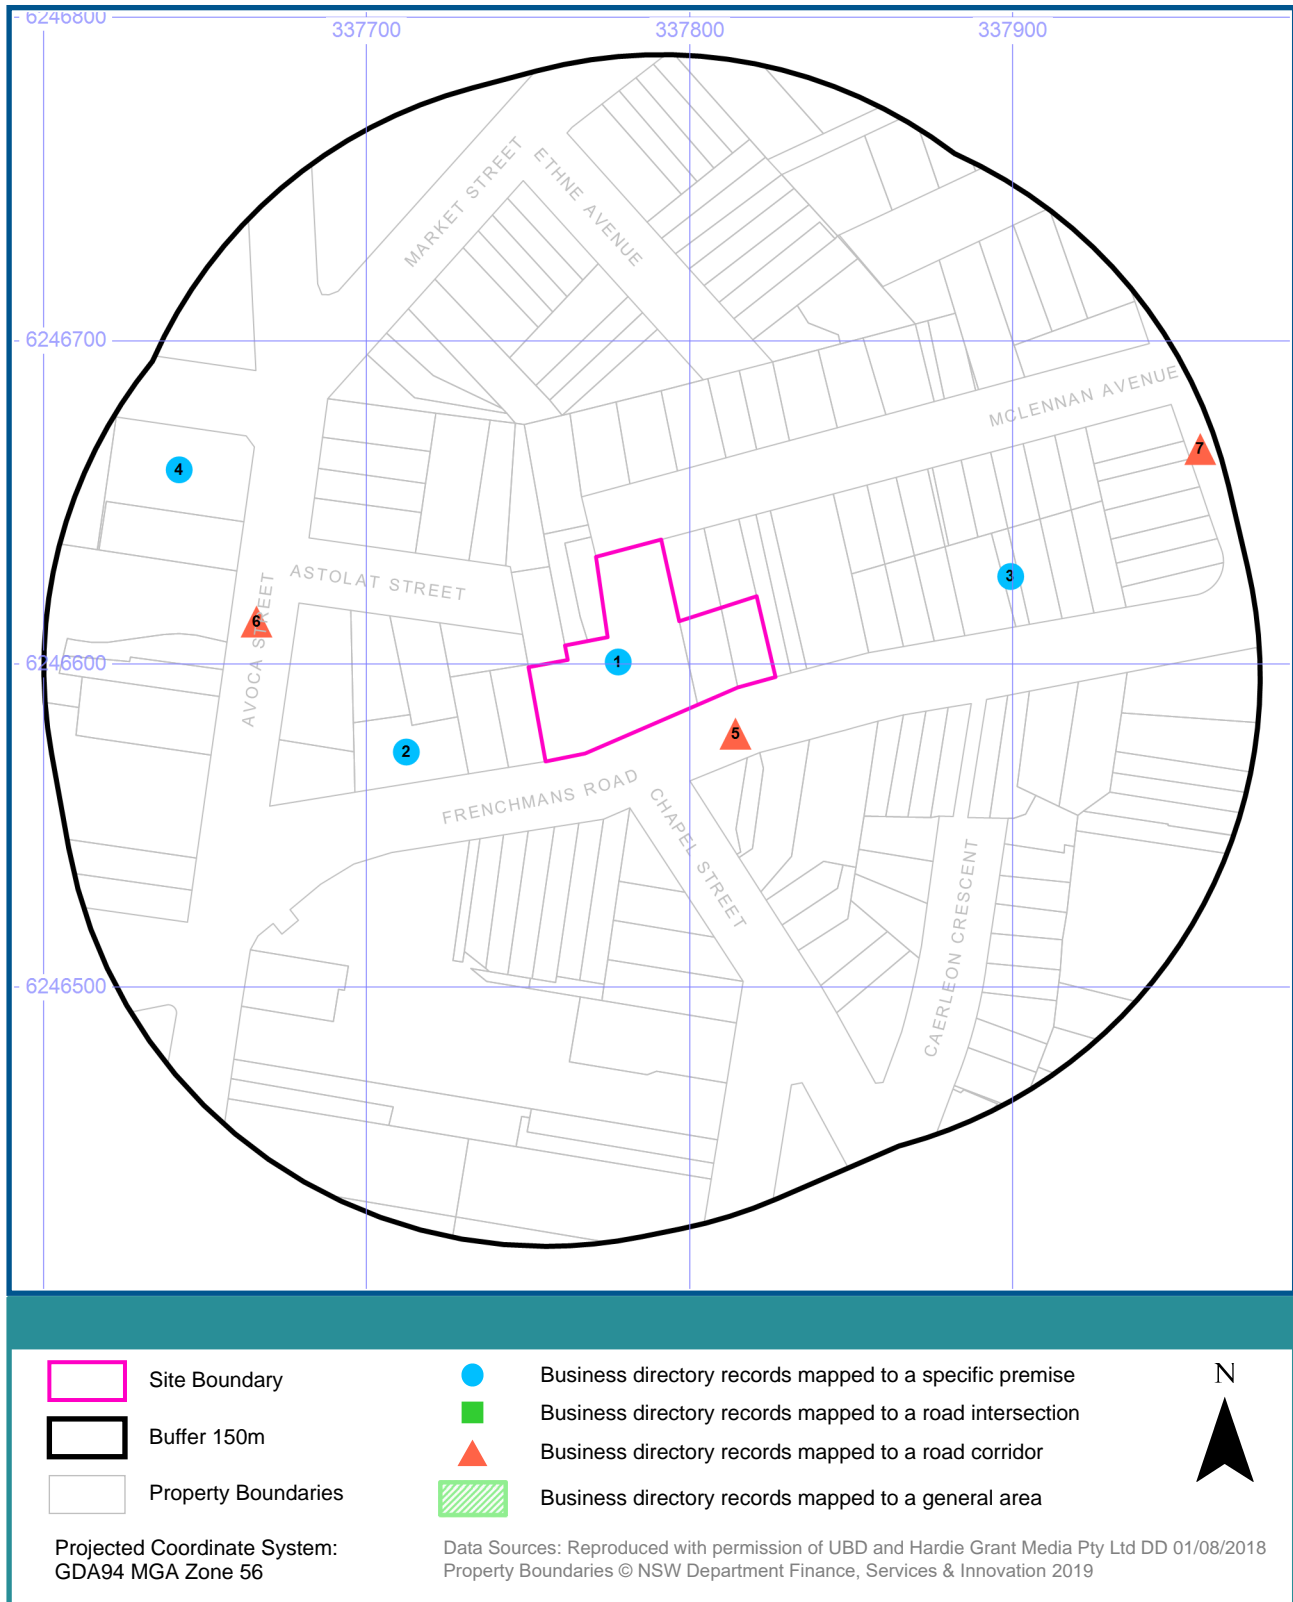 6246800
337700
337800
337900
MARKET STREET
ETHNE AVENUE
6246700
MCLENNAN AVENUE
7
4
ASTOLAT STREET
3
6
AVOCA STREET
6246600
1
5
2
FRENCHMANS ROAD
CHAPEL STREET
CAERLEON CRESCENT
6246500
Site Boundary
Buffer 150m
Property Boundaries
Business directory records mapped to a specific premise
Business directory records mapped to a road intersection
Business directory records mapped to a road corridor
Business directory records mapped to a general area
N
Projected Coordinate System:
GDA94 MGA Zone 56
Data Sources: Reproduced with permission of UBD and Hardie Grant Media Pty Ltd DD 01/08/2018
Property Boundaries © NSW Department Finance, Services & Innovation 2019